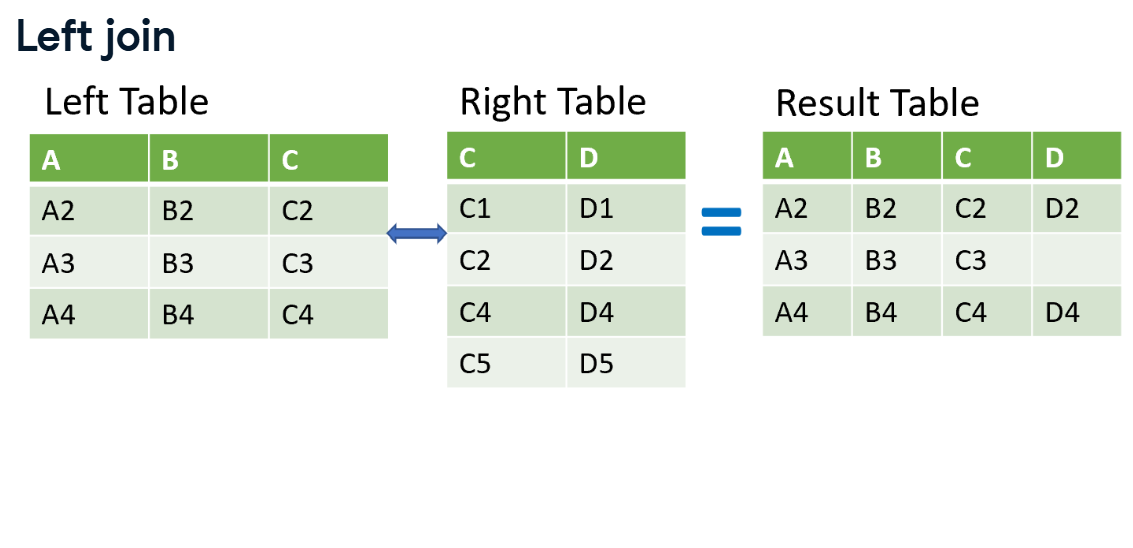 Left join
Left Table
A B C
A2 B2 C2
A3 B3 C3
A4 B4 C4
Right Table
C D
C1 D1
C2 D2
C4 D4
C5 D5
=
Result Table
A B C D
A2 B2 C2 D2
A3 B3 C3
A4 B4 C4 D4